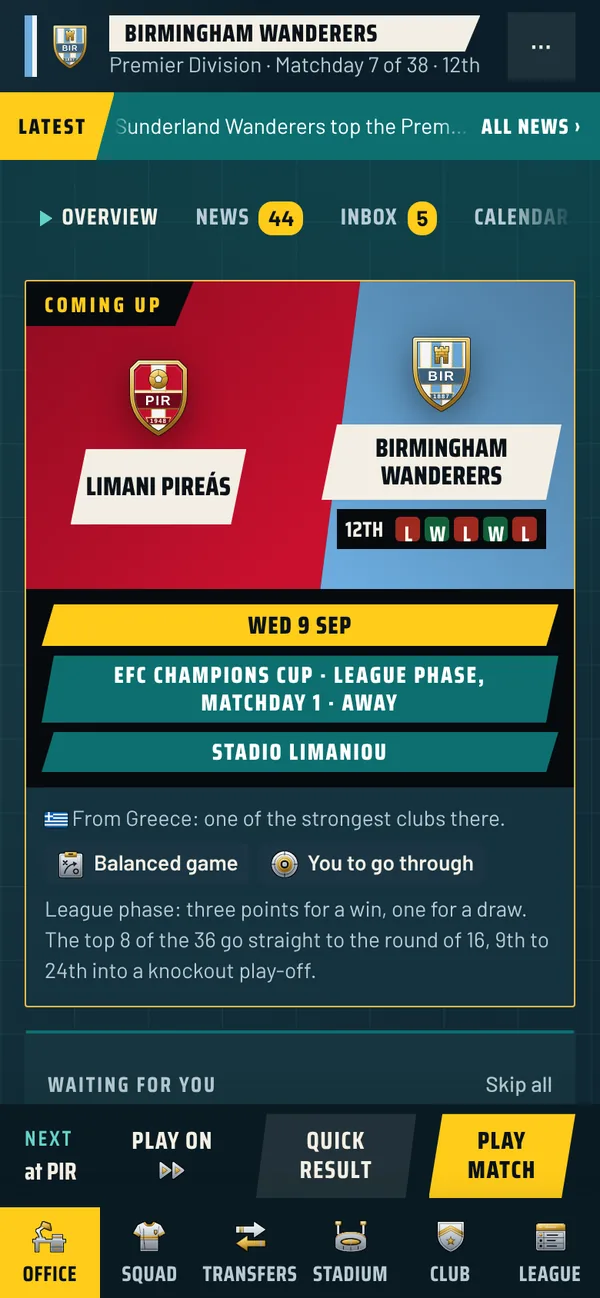 BIR
BIRMINGHAM WANDERERS
...
Premier Division · Matchday 7 of 38 · 12th
LATEST
Sunderland Wanderers top the Prem...
ALL NEWS ›
OVERVIEW
NEWS 44
INBOX 5
CALENDAR
COMING UP
PIR
1948
BIR
1887
LIMANI PIREÁS
BIRMINGHAM
WANDERERS
12TH L W L W L
WED 9 SEP
EFC CHAMPIONS CUP · LEAGUE PHASE,
MATCHDAY 1 · AWAY
STADIO LIMANIOU
From Greece: one of the strongest clubs there.
Balanced game
You to go through
League phase: three points for a win, one for a draw.
The top 8 of the 36 go straight to the round of 16, 9th to
24th into a knockout play-off.
WAITING FOR YOU
Skip all
NEXT
at PIR
PLAY ON
QUICK
RESULT
PLAY
MATCH
OFFICE
SQUAD
TRANSFERS
STADIUM
CLUB
LEAGUE